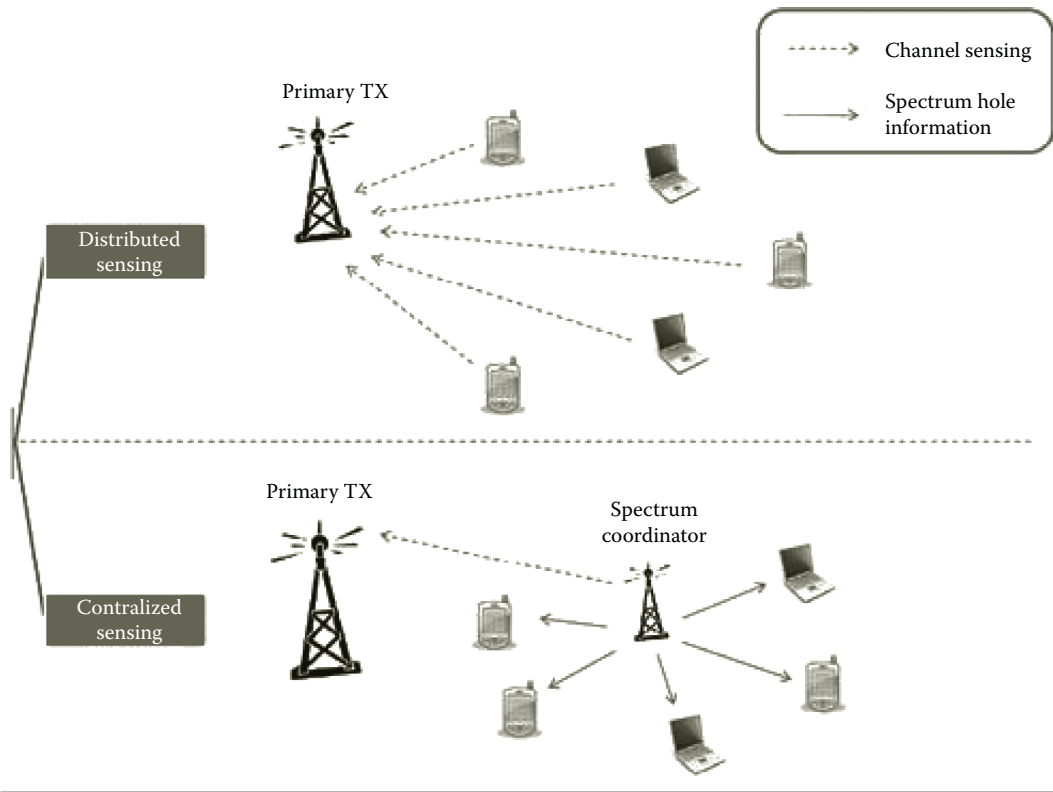 Channel sensing
Spectrum hole
information
Primary TX
Distributed
sensing
Primary TX
Spectrum
coordinator
Contralized
sensing